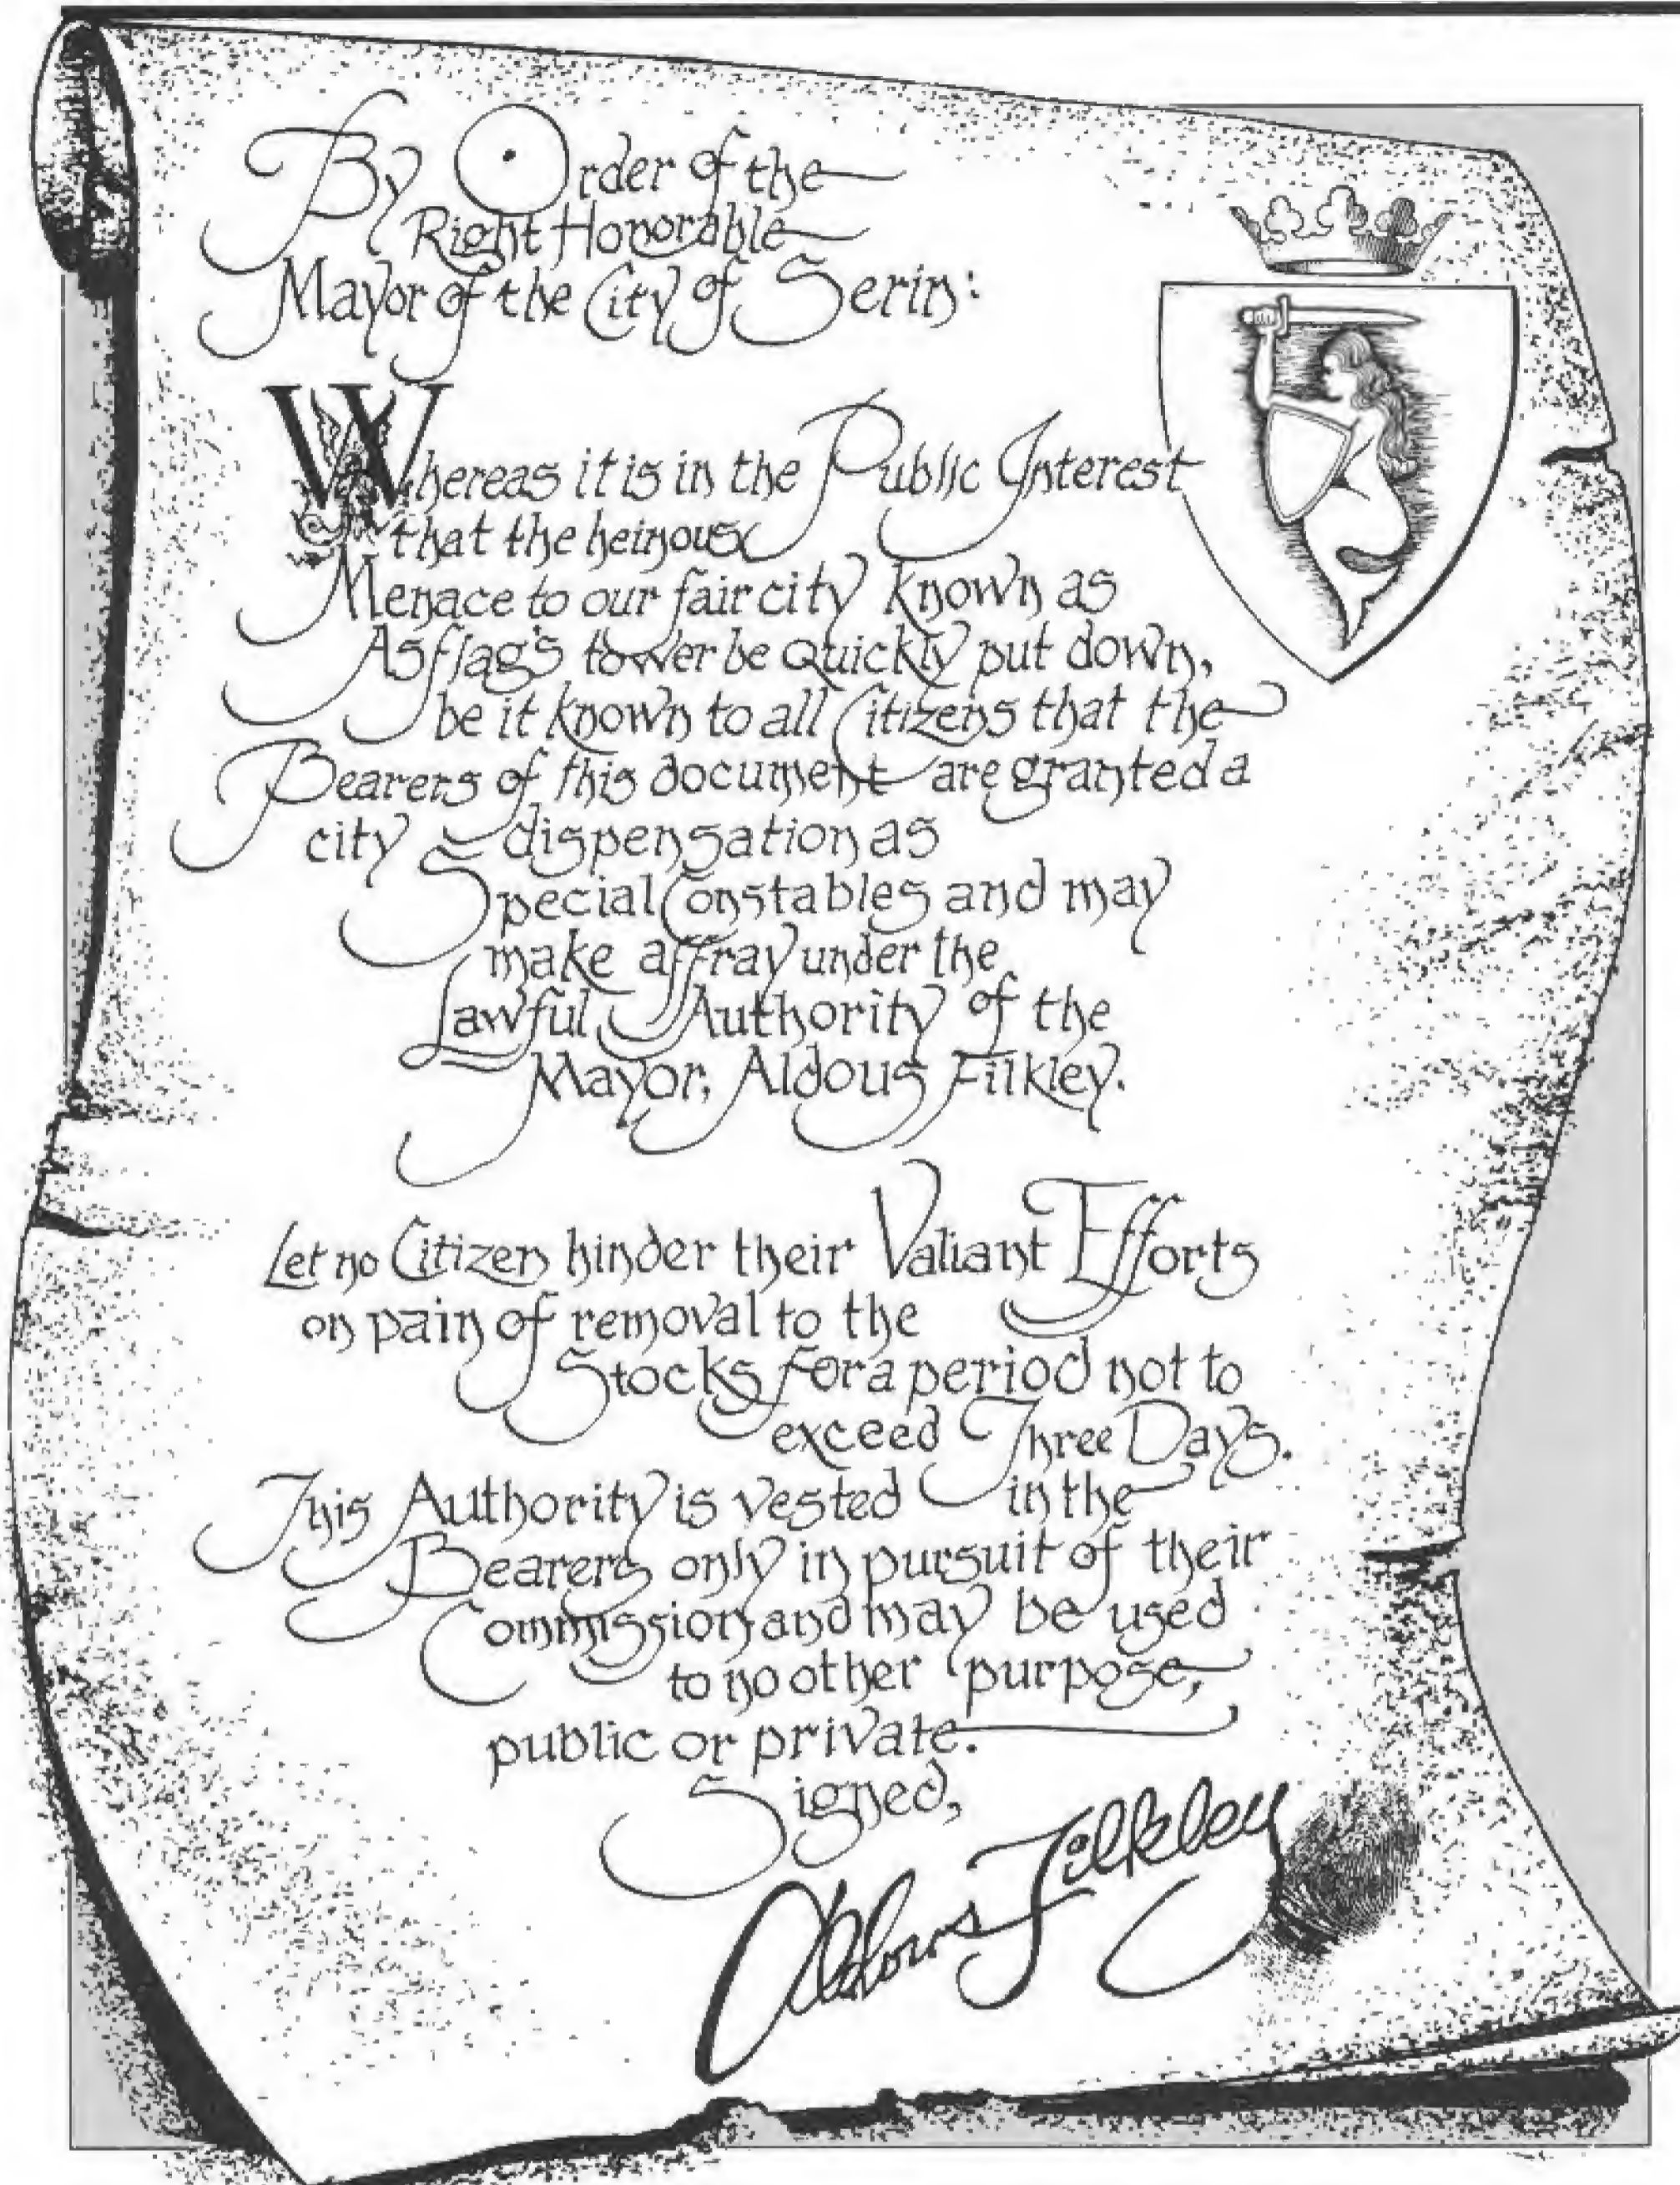 By Order of the
Right Honorable
Mayor of the City of Serin:
Whereas it is in the Public Interest
that the heinous
Menace to our fair city known as
Asflag's tower be quickly put down,
be it known to all Citizens that the
Bearers of this document are granted a
city dispensation as
Special Constables and may
make affray under the
Lawful Authority of the
Mayor, Aldous Filkley.
Let no Citizen hinder their Valiant Efforts
on pain of removal to the
Stocks for a period not to
exceed Three Days.
This Authority is vested in the
Bearers only in pursuit of their
Commission and may be used
to no other purpose,
public or private.
Signed,
Aldous Filkley